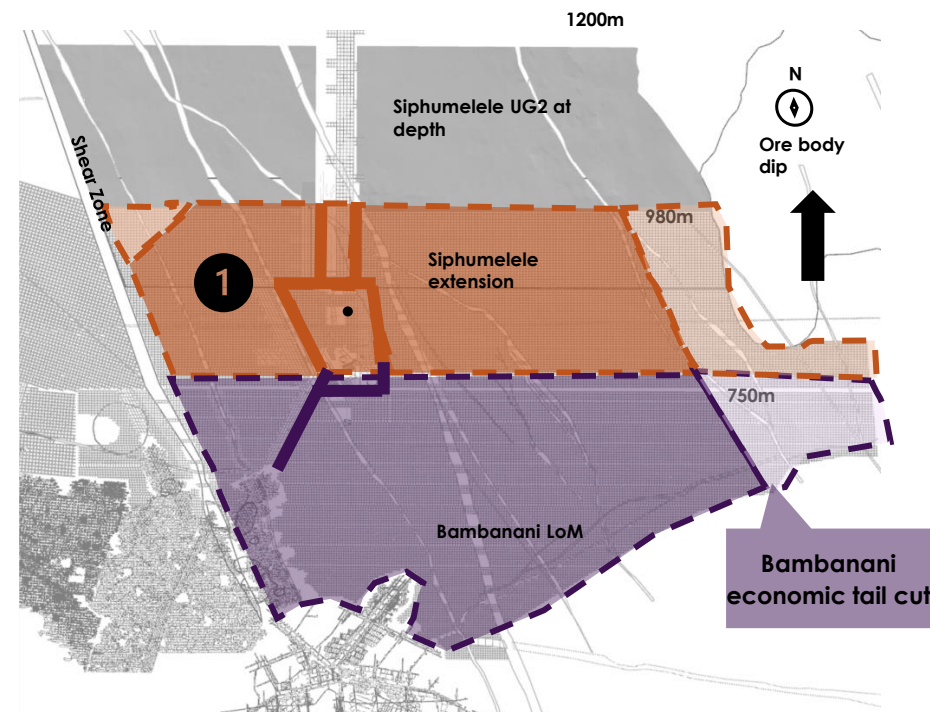 1200m
Siphumelele UG2 at
depth
N
Ore body
dip
Shear Zone
980m
1
Siphumelele
extension
750m
Bambanani LoM
Bambanani
economic tail cut